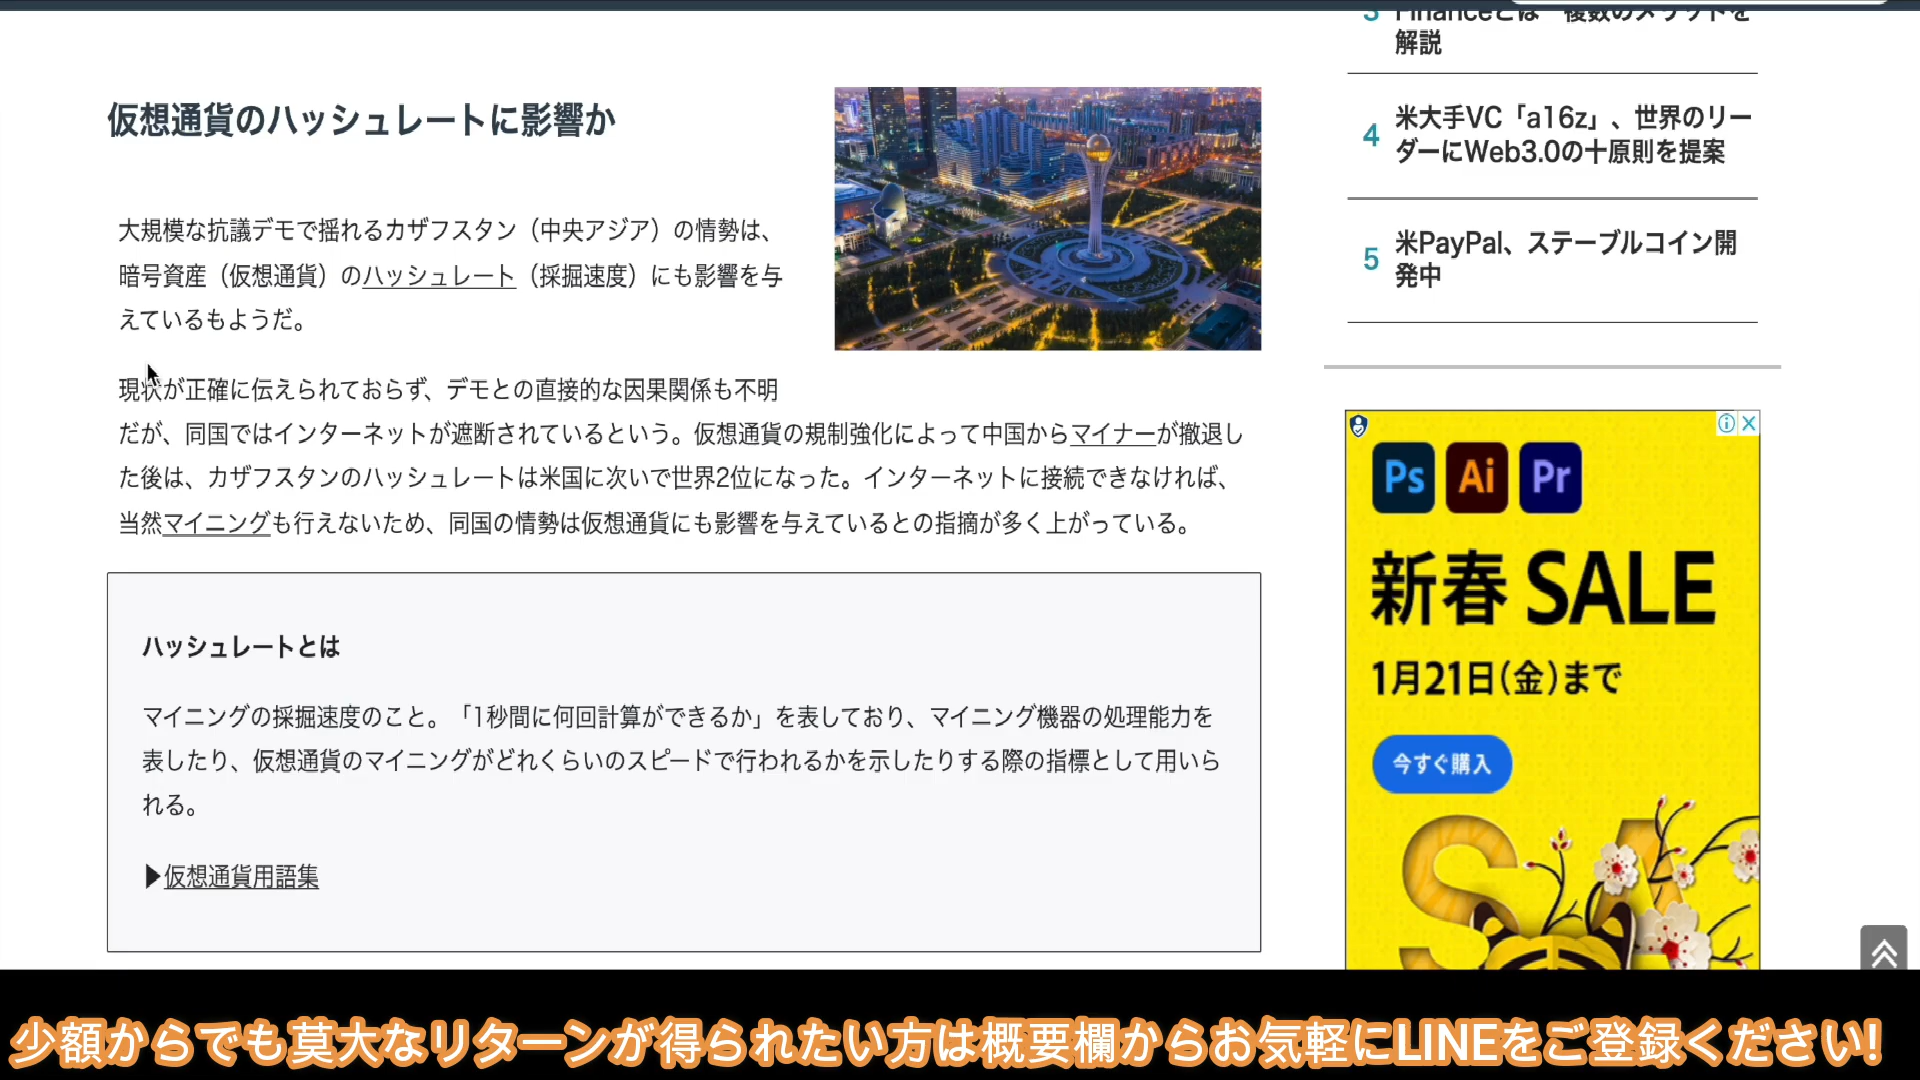 仮想通貨のハッシュレートに影響か
大規模な抗議デモで揺れるカザフスタン（中央アジア）の情勢は、
暗号資産（仮想通貨）のハッシュレート（採掘速度）にも影響を与
えているもようだ。
現状が正確に伝えられておらず、デモとの直接的な因果関係も不明
だが、同国ではインターネットが遮断されているという。仮想通貨の規制強化によって中国からマイナーが撤退し
た後は、カザフスタンのハッシュレートは米国に次いで世界2位になった。インターネットに接続できなければ、
当然マイニングも行えないため、同国の情勢は仮想通貨にも影響を与えているとの指摘が多く上がっている。
ハッシュレートとは
マイニングの採掘速度のこと。「1秒間に何回計算ができるか」を表しており、マイニング機器の処理能力を
表したり、仮想通貨のマイニングがどれくらいのスピードで行われるかを示したりする際の指標として用いら
れる。
▶仮想通貨用語集
3 Financeとは 複数のメリットを
解説
4 米大手VC「a16z」、世界のリー
ダーにWeb3.0の十原則を提案
5 米PayPal、ステーブルコイン開
発中
Ps Ai Pr
新春 SALE
1月21日（金）まで
今すぐ購入
SA
少額からでも莫大なリターンが得られたい方は概要欄からお気軽にLINEをご登録ください!